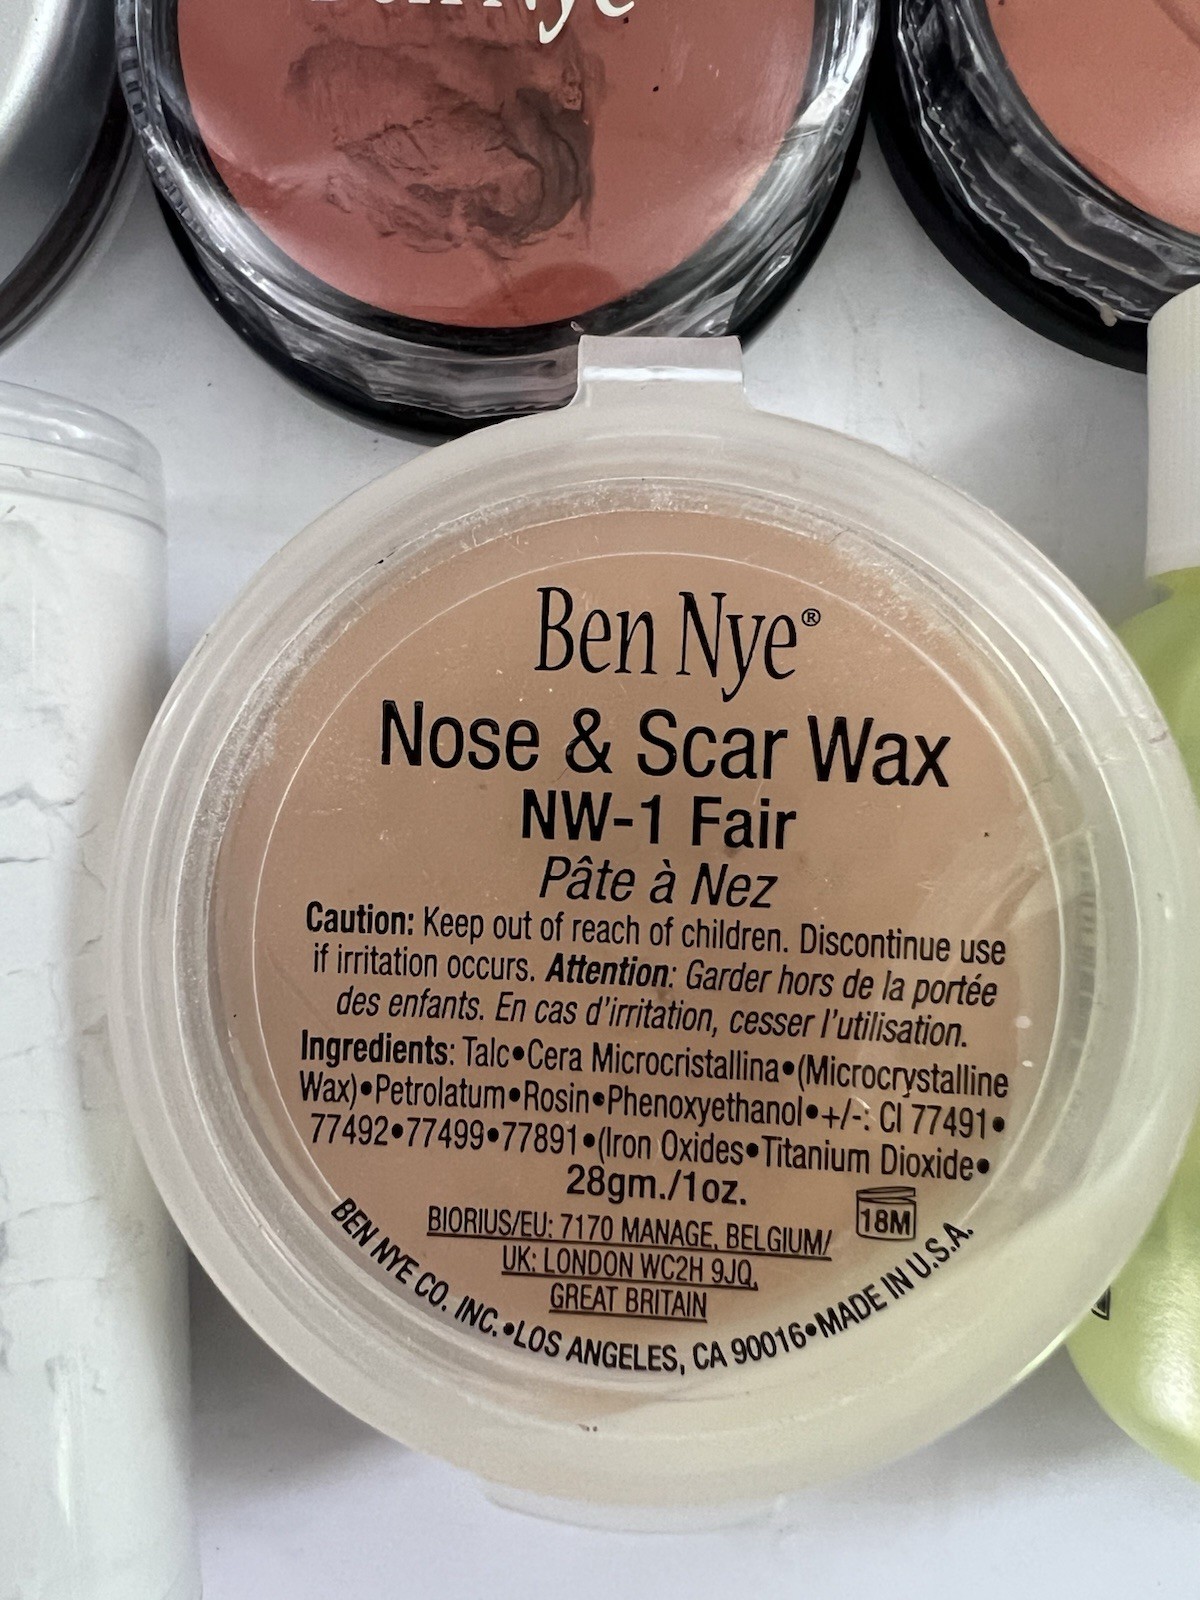 Ben Nye
Ben Nye®
Nose & Scar Wax
NW-1 Fair
Pâte à Nez
Caution: Keep out of reach of children. Discontinue use
if irritation occurs. Attention: Garder hors de la portée
des enfants. En cas d'irritation, cesser l'utilisation.
Ingredients: Talc•Cera Microcristallina•(Microcrystalline
Wax)•Petrolatum•Rosin•Phenoxyethanol•+/-: CI 77491•
77492•77499•77891•(Iron Oxides•Titanium Dioxide•
28gm./1oz.
18M
BIORIUS/EU: 7170 MANAGE, BELGIUM/
UK: LONDON WC2H 9JQ,
GREAT BRITAIN
BEN NYE CO. INC.•LOS ANGELES, CA 90016•MADE IN U.S.A.